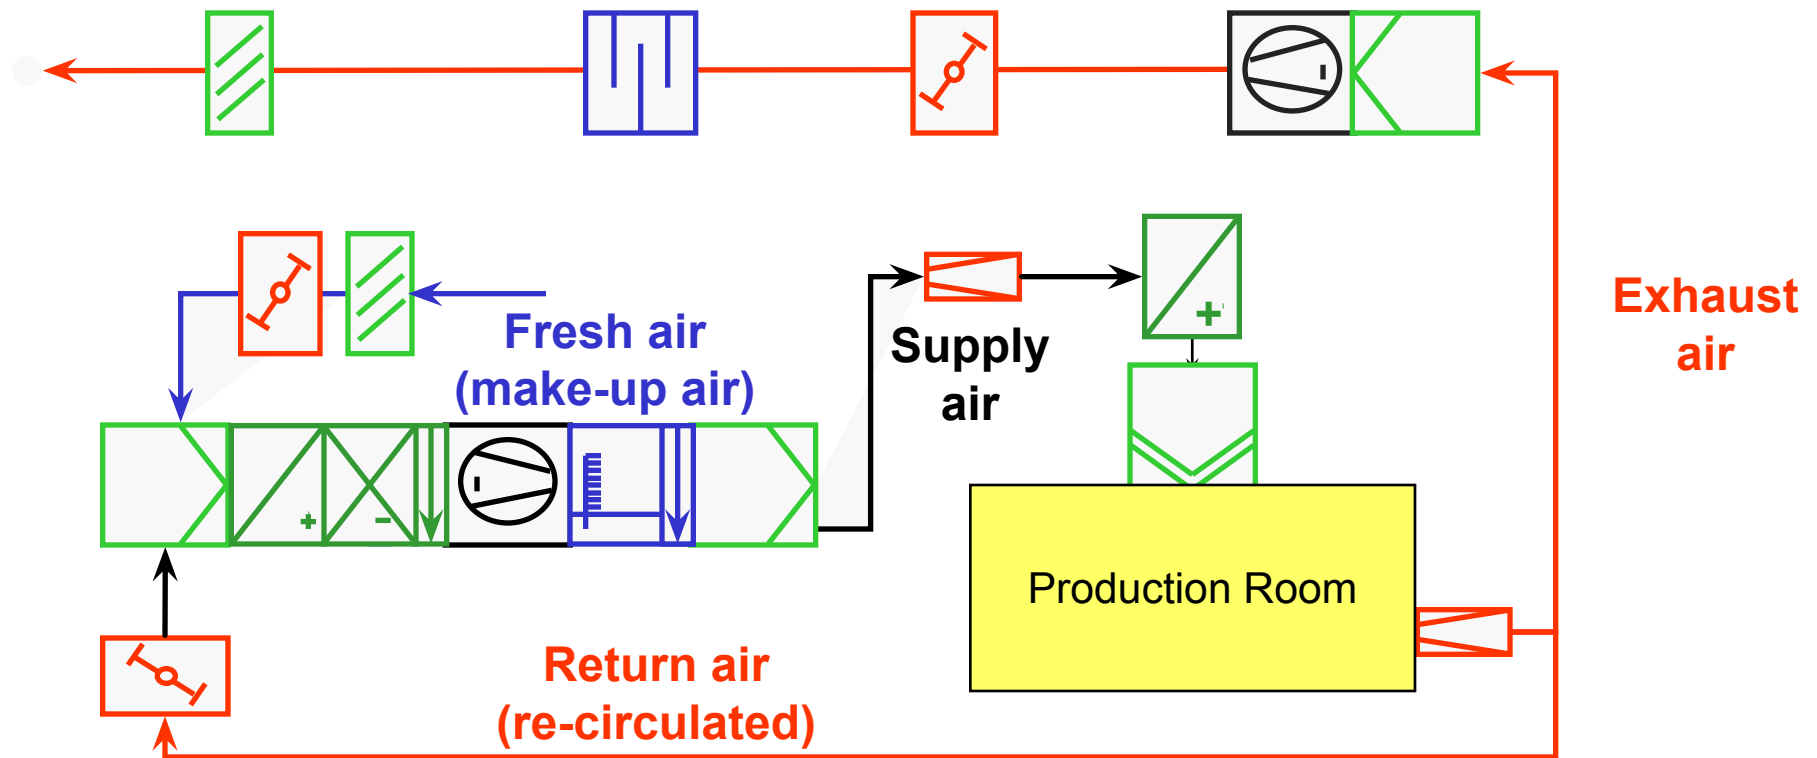 Fresh air
(make-up air)
Supply
air
Exhaust
air
Production Room
Return air
(re-circulated)